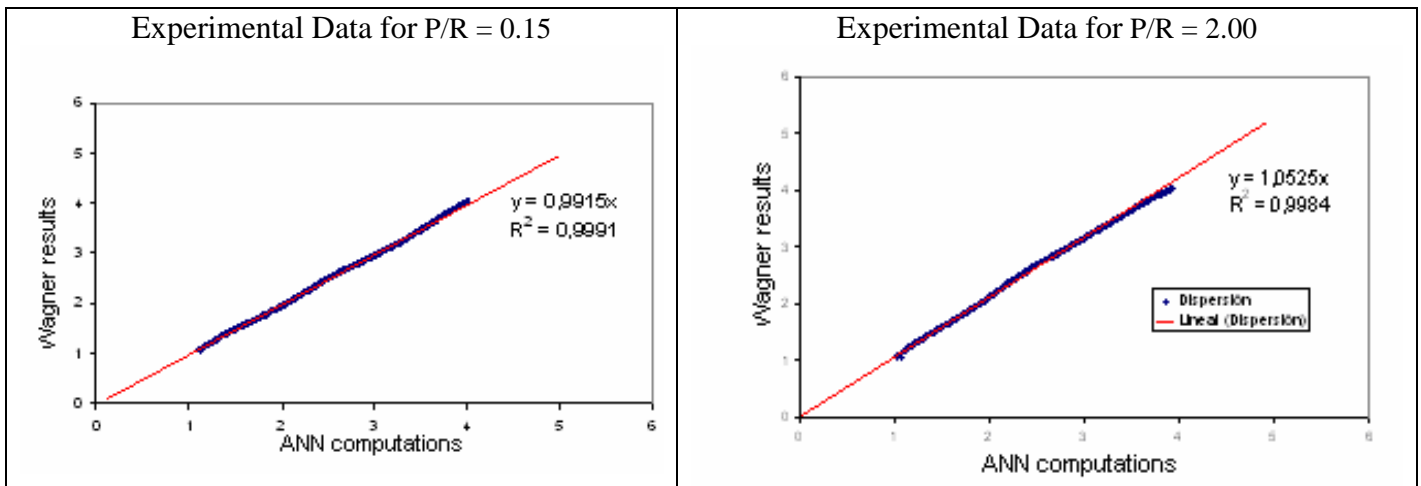 Experimental Data for P/R = 0.15
6
5
4
3
2
1
0
0 1 2 3 4 5 6
Wagner results
ANN computations
y = 0,9915x
R² = 0,9991
Experimental Data for P/R = 2.00
6
5
4
3
2
1
0
0 1 2 3 4 5 6
Wagner results
ANN computations
y = 1,0525x
R² = 0,9984
Dispersión
Lineal (Dispersión)